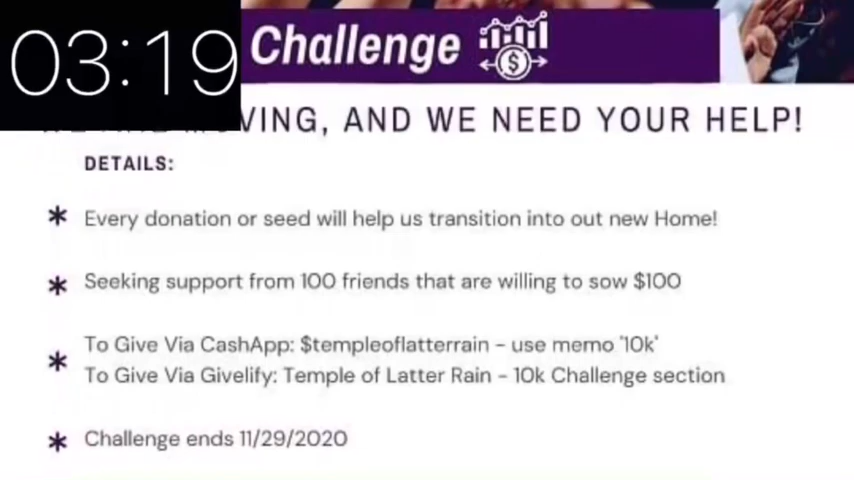 03:19
Challenge
$
VING, AND WE NEED YOUR HELP!
DETAILS:
* Every donation or seed will help us transition into out new Home!
* Seeking support from 100 friends that are willing to sow $100
* To Give Via CashApp: $templeoflatterrain - use memo '10k'
To Give Via Givelify: Temple of Latter Rain - 10k Challenge section
* Challenge ends 11/29/2020